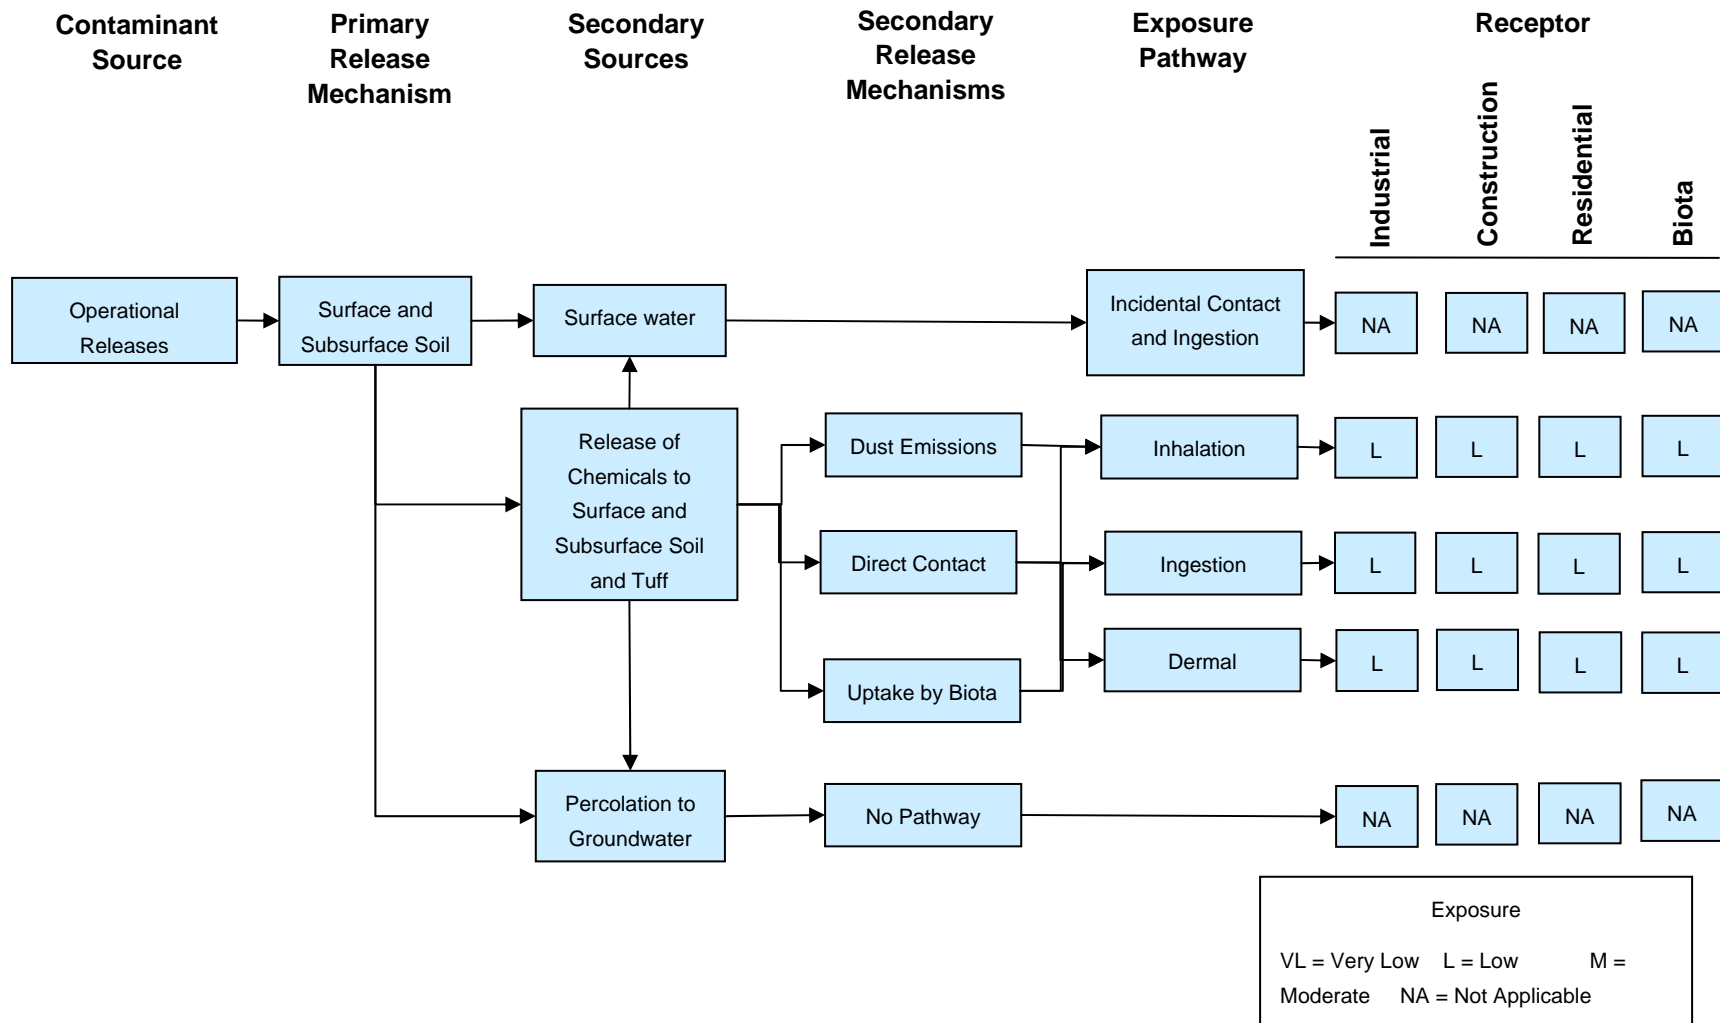 Contaminant
Source
Primary
Release
Mechanism
Secondary
Sources
Secondary
Release
Mechanisms
Exposure
Pathway
Receptor
Industrial
Construction
Residential
Biota
Operational
Releases
Surface and
Subsurface Soil
Surface water
Incidental Contact
and Ingestion
NA
NA
NA
NA
Release of
Chemicals to
Surface and
Subsurface Soil
and Tuff
Dust Emissions
Inhalation
L
L
L
L
Direct Contact
Ingestion
L
L
L
L
Uptake by Biota
Dermal
L
L
L
L
Percolation to
Groundwater
No Pathway
NA
NA
NA
NA
Exposure
VL = Very Low L = Low M =
Moderate NA = Not Applicable